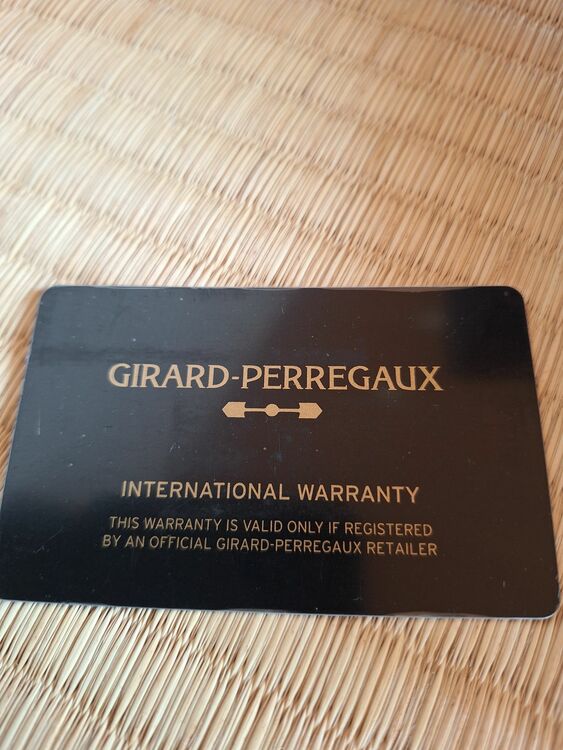 GIRARD-PERREGAUX
INTERNATIONAL WARRANTY
THIS WARRANTY IS VALID ONLY IF REGISTERED
BY AN OFFICIAL GIRARD-PERREGAUX RETAILER